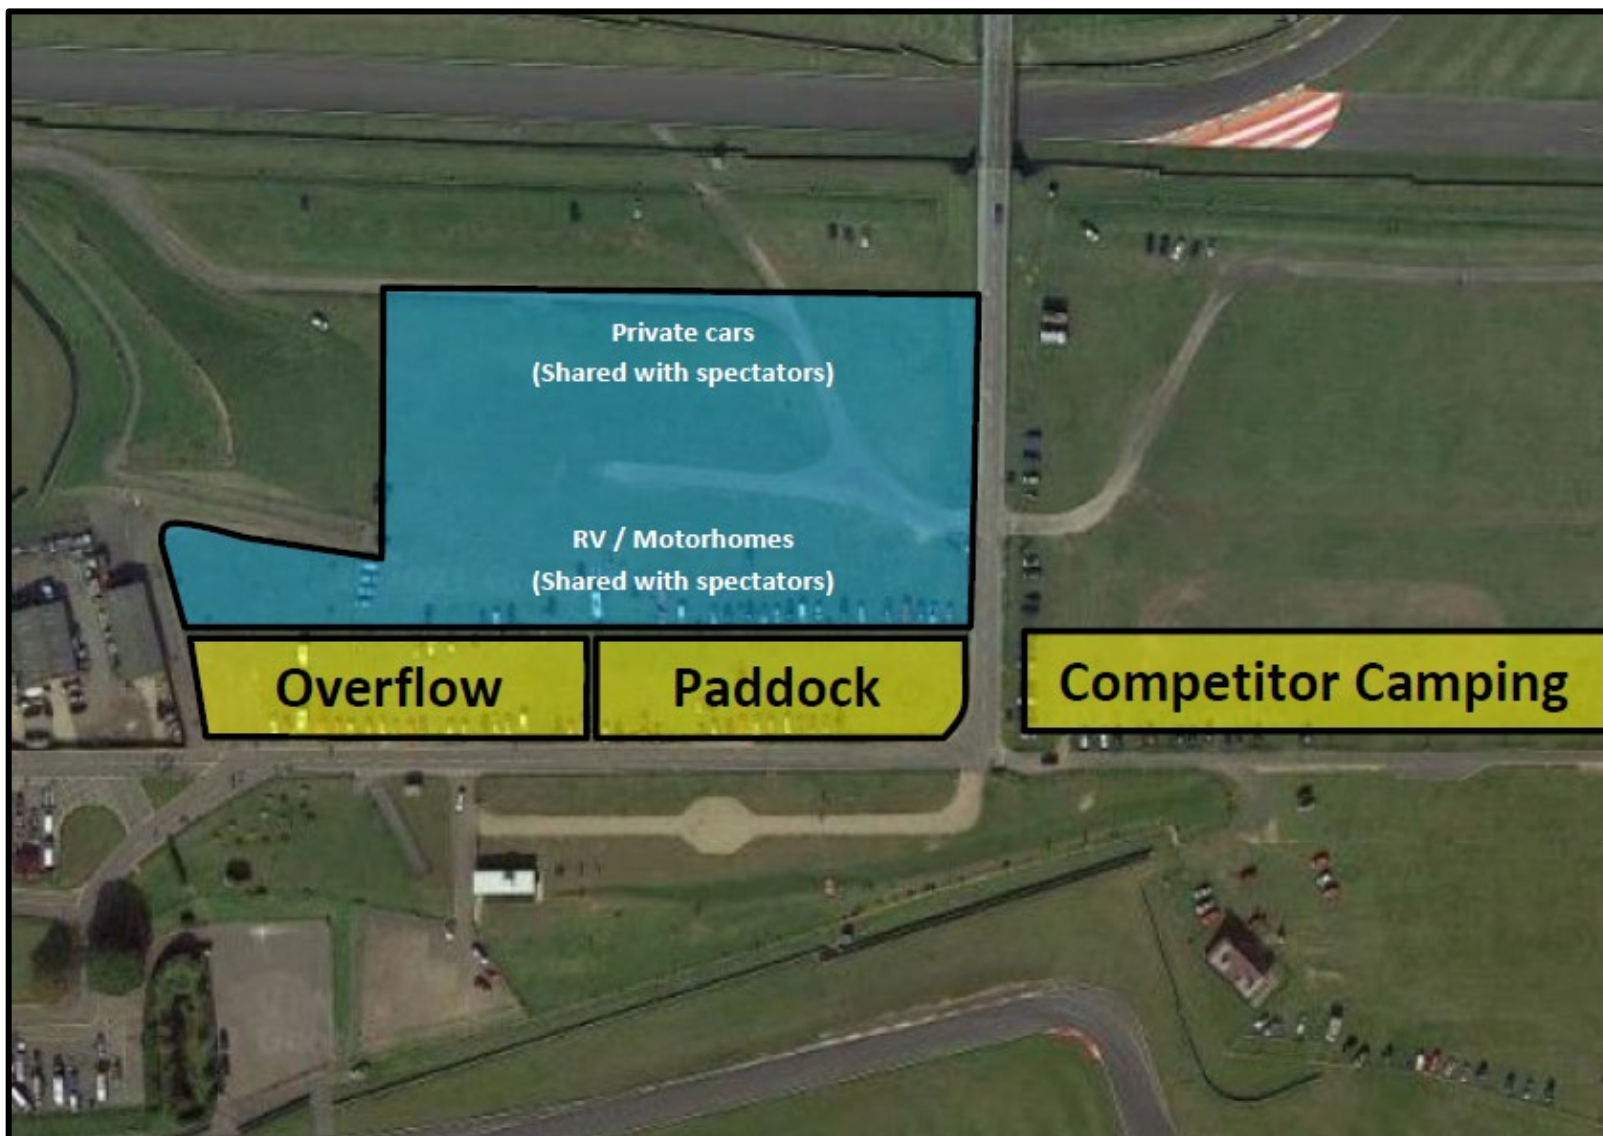 Private cars
(Shared with spectators)
RV / Motorhomes
(Shared with spectators)
Overflow
Paddock
Competitor Camping